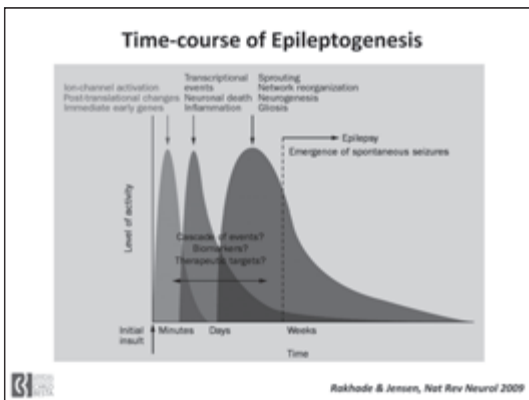 Time-course of Epileptogenesis
Ion-channel activation
Post-translational changes
Immediate early genes
Transcriptional
events
Neuronal death
Inflammation
Sprouting
Network reorganization
Neurogenesis
Gliosis
Epilepsy
Emergence of spontaneous seizures
Level of activity
Cascade of events?
Biomarkers?
Therapeutic targets?
Initial
insult
Minutes
Days
Weeks
Time
Rakhade & Jensen, Nat Rev Neurol 2009